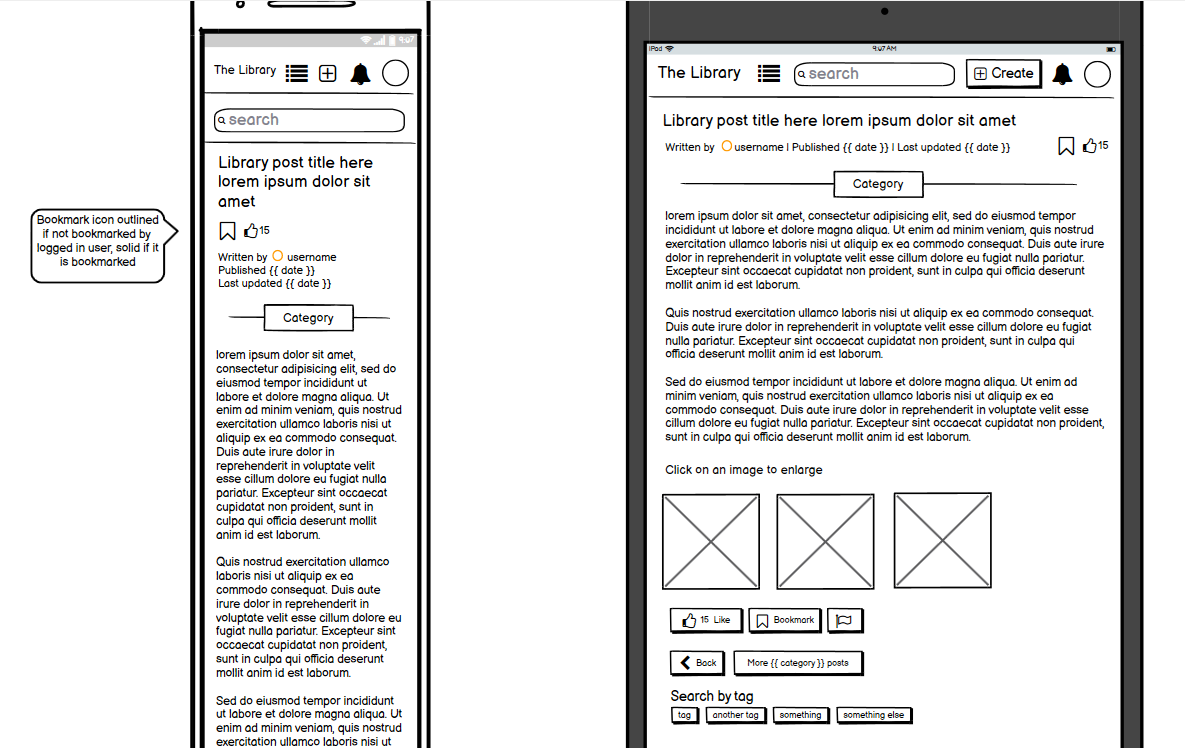 Bookmark icon outlined
if not bookmarked by
logged in user, solid if it
is bookmarked
9:07
The Library
search
Library post title here
lorem ipsum dolor sit
amet
15
Written by username
Published {{ date }}
Last updated {{ date }}
Category
lorem ipsum dolor sit amet,
consectetur adipisicing elit, sed do
eiusmod tempor incididunt ut
labore et dolore magna aliqua. Ut
enim ad minim veniam, quis nostrud
exercitation ullamco laboris nisi ut
aliquip ex ea commodo consequat.
Duis aute irure dolor in
reprehenderit in voluptate velit
esse cillum dolore eu fugiat nulla
pariatur. Excepteur sint occaecat
cupidatat non proident, sunt in
culpa qui officia deserunt mollit
anim id est laborum.
Quis nostrud exercitation ullamco
laboris nisi ut aliquip ex ea
commodo consequat. Duis aute
irure dolor in reprehenderit in
voluptate velit esse cillum dolore eu
fugiat nulla pariatur. Excepteur sint
occaecat cupidatat non proident,
sunt in culpa qui officia deserunt
mollit anim id est laborum.
Sed do eiusmod tempor incididunt
ut labore et dolore magna aliqua. Ut
enim ad minim veniam, quis nostrud
exercitation ullamco laboris nisi ut
iPad 9:07 AM
The Library search Create
Library post title here lorem ipsum dolor sit amet
Written by username | Published {{ date }} | Last updated {{ date }} 15
Category
lorem ipsum dolor sit amet, consectetur adipisicing elit, sed do eiusmod tempor
incididunt ut labore et dolore magna aliqua. Ut enim ad minim veniam, quis nostrud
exercitation ullamco laboris nisi ut aliquip ex ea commodo consequat. Duis aute irure
dolor in reprehenderit in voluptate velit esse cillum dolore eu fugiat nulla pariatur.
Excepteur sint occaecat cupidatat non proident, sunt in culpa qui officia deserunt
mollit anim id est laborum.
Quis nostrud exercitation ullamco laboris nisi ut aliquip ex ea commodo consequat.
Duis aute irure dolor in reprehenderit in voluptate velit esse cillum dolore eu fugiat
nulla pariatur. Excepteur sint occaecat cupidatat non proident, sunt in culpa qui
officia deserunt mollit anim id est laborum.
Sed do eiusmod tempor incididunt ut labore et dolore magna aliqua. Ut enim ad
minim veniam, quis nostrud exercitation ullamco laboris nisi ut aliquip ex ea
commodo consequat. Duis aute irure dolor in reprehenderit in voluptate velit esse
cillum dolore eu fugiat nulla pariatur. Excepteur sint occaecat cupidatat non proident,
sunt in culpa qui officia deserunt mollit anim id est laborum.
Click on an image to enlarge
15 Like Bookmark
Back More {{ category }} posts
Search by tag
tag another tag something something else